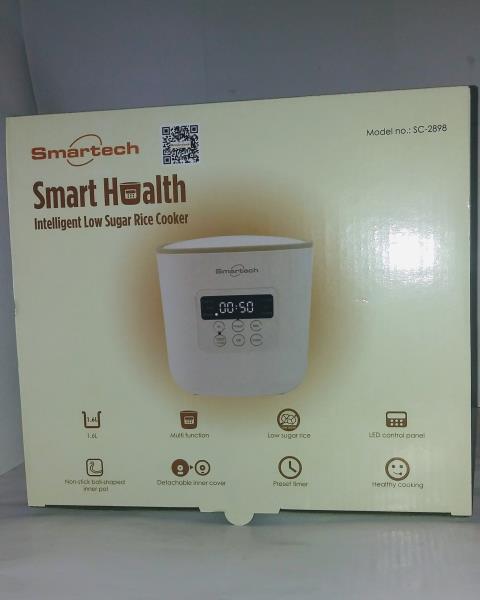 Smartech
Model no.: SC-2898
Smart Health
Intelligent Low Sugar Rice Cooker
Smartech
00:50
1.6L
1.6L
Multi function
Low sugar rice
LED control panel
Non-stick ball-shaped
inner pot
Detachable inner cover
Preset timer
Healthy cooking